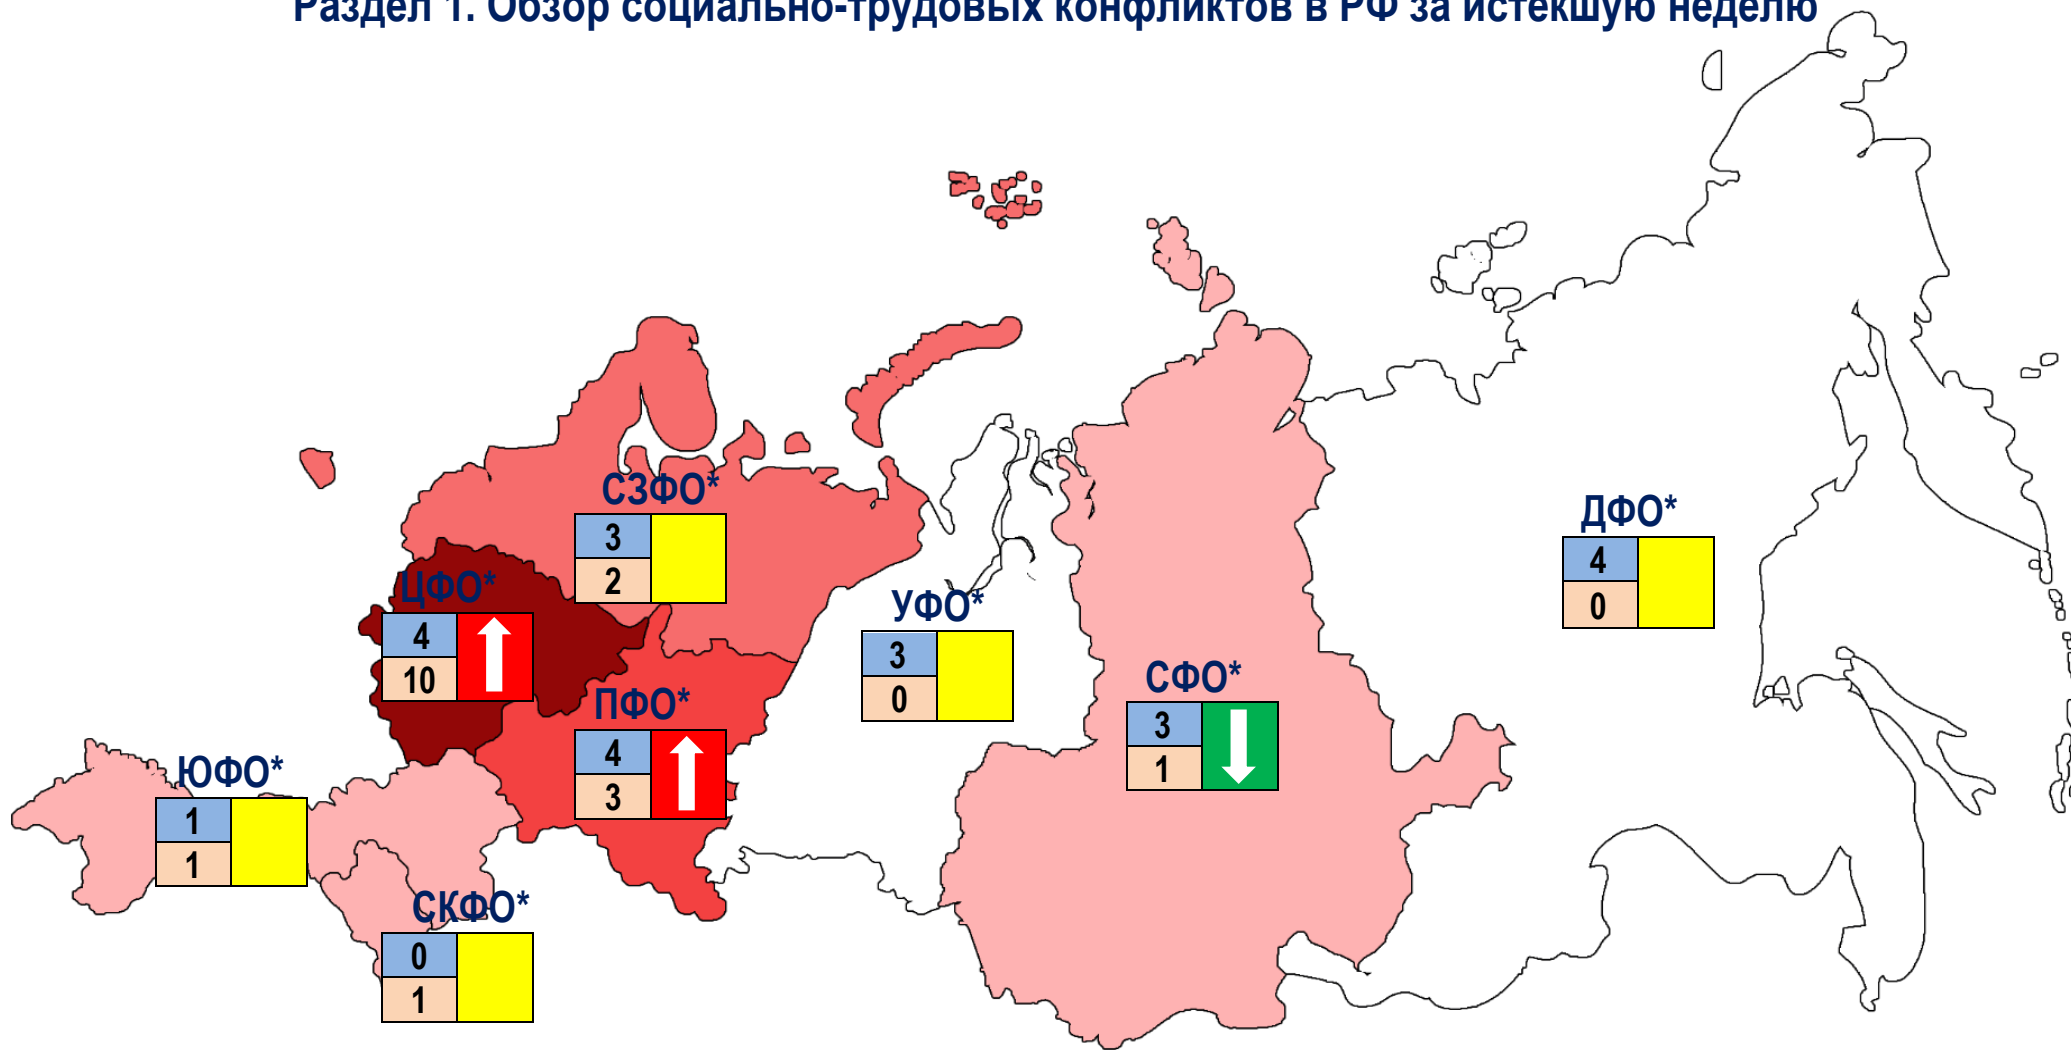 Раздел 1. Обзор социально-трудовых конфликтов в РФ за истекшую неделю
СЗФО*
3
2
ДФО*
4
0
ЦФО*
4
10
УФО*
3
0
СФО*
3
1
ПФО*
4
3
ЮФО*
1
1
СКФО*
0
1